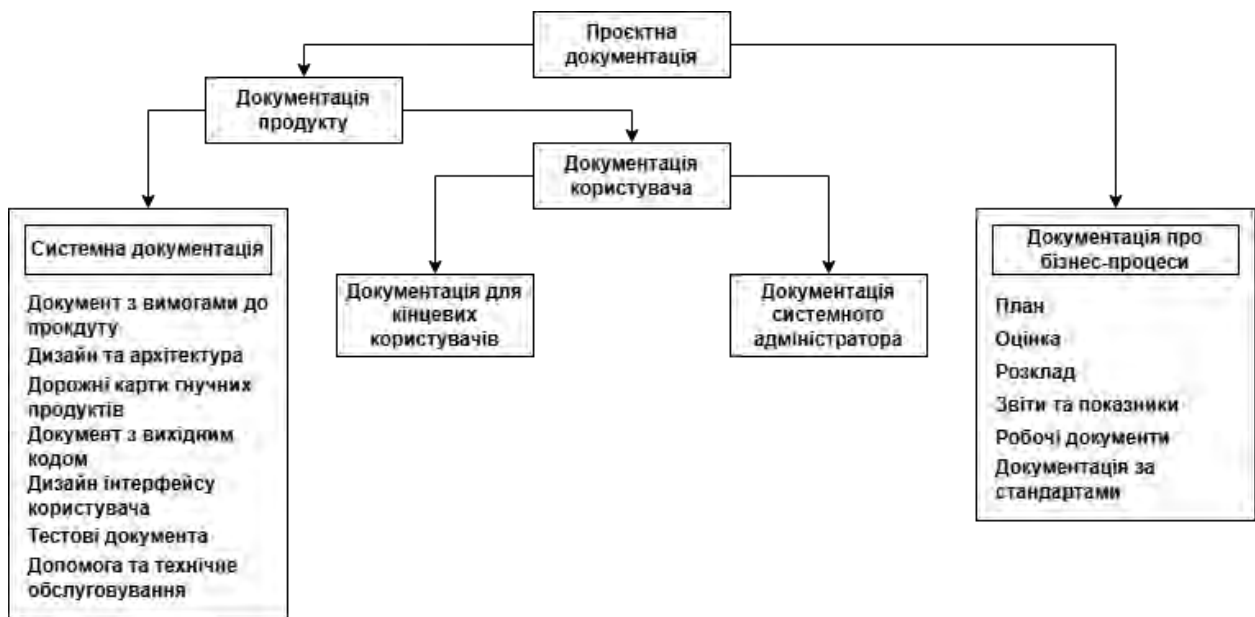 Проєктна
документація
Документація
продукту
Документація
користувача
Системна документація
Документ з вимогами до
прокдуту
Дизайн та архітектура
Дорожні карти гнучних
продуктів
Документ з вихідним
кодом
Дизайн інтерфейсу
користувача
Тестові документа
Допомога та технічне
обслуговування
Документація для
кінцевих
користувачів
Документація
системного
адміністратора
Документація про
бізнес-процеси
План
Оцінка
Розклад
Звіти та показники
Робочі документи
Документація за
стандартами